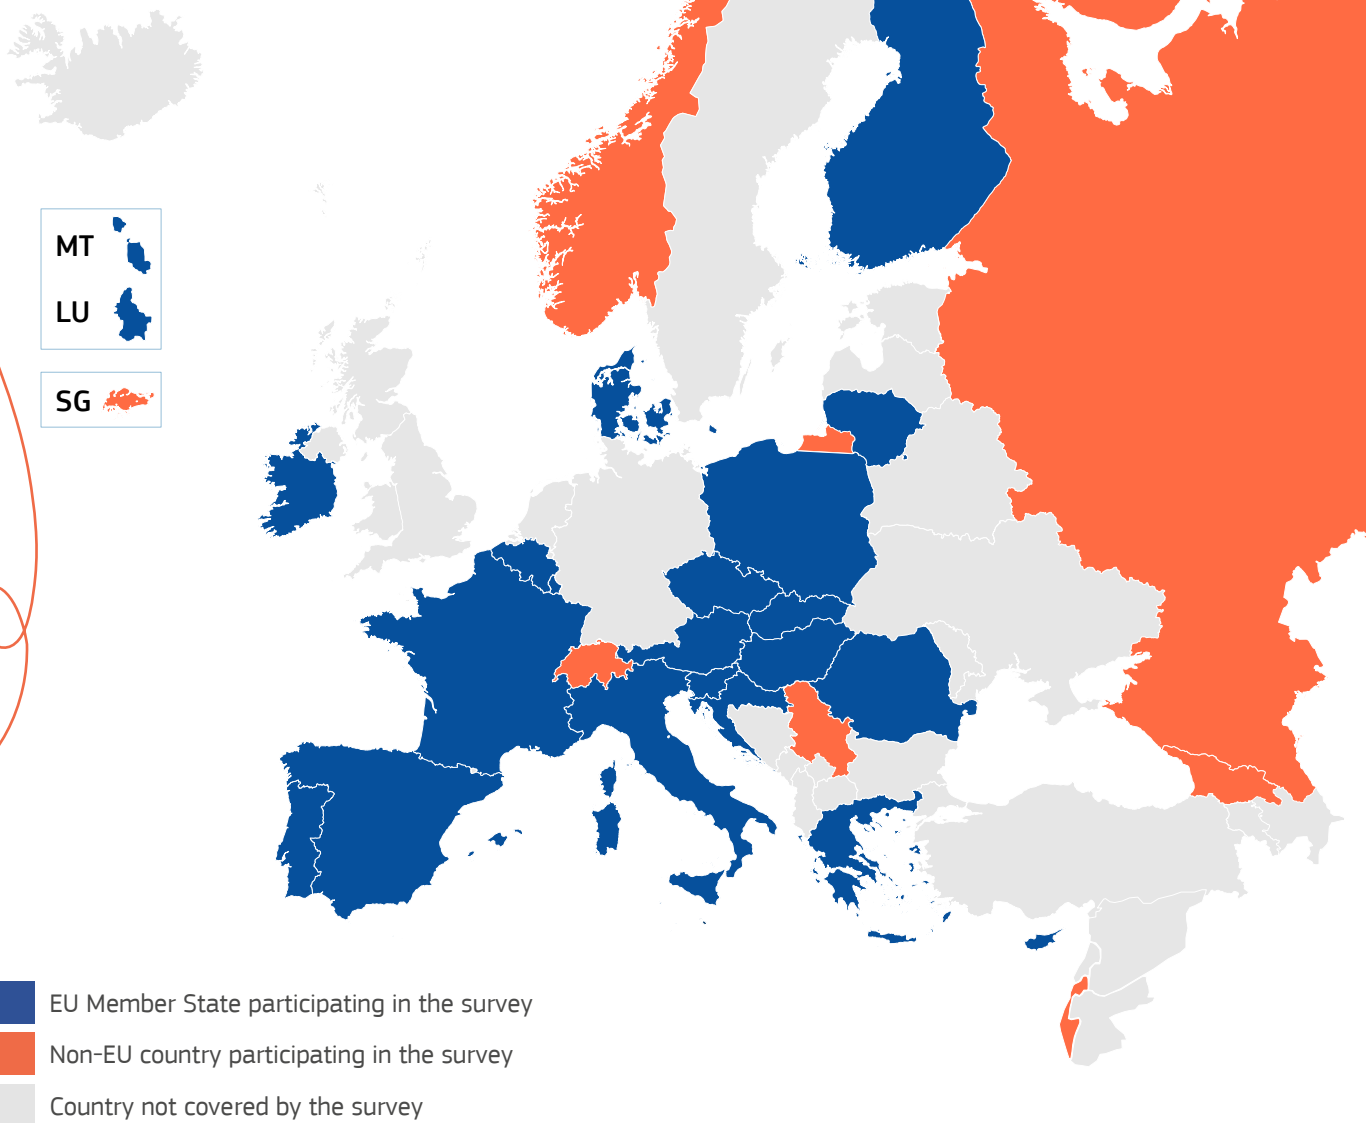 MT
LU
SG
EU Member State participating in the survey
Non-EU country participating in the survey
Country not covered by the survey